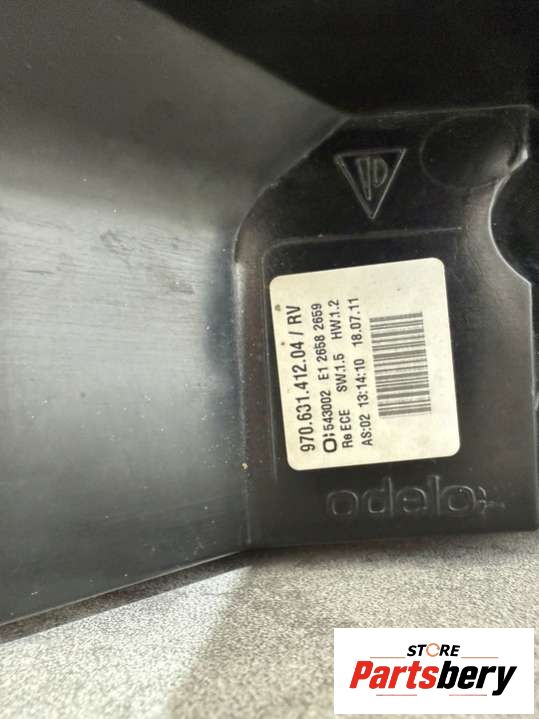 970.631.412.04 / RV
O: 543002 E1 2658 2659
Re ECE SW:1.5 HW:1.2
AS:02 13:14:10 18.07.11
odelo
STORE
Partsbery